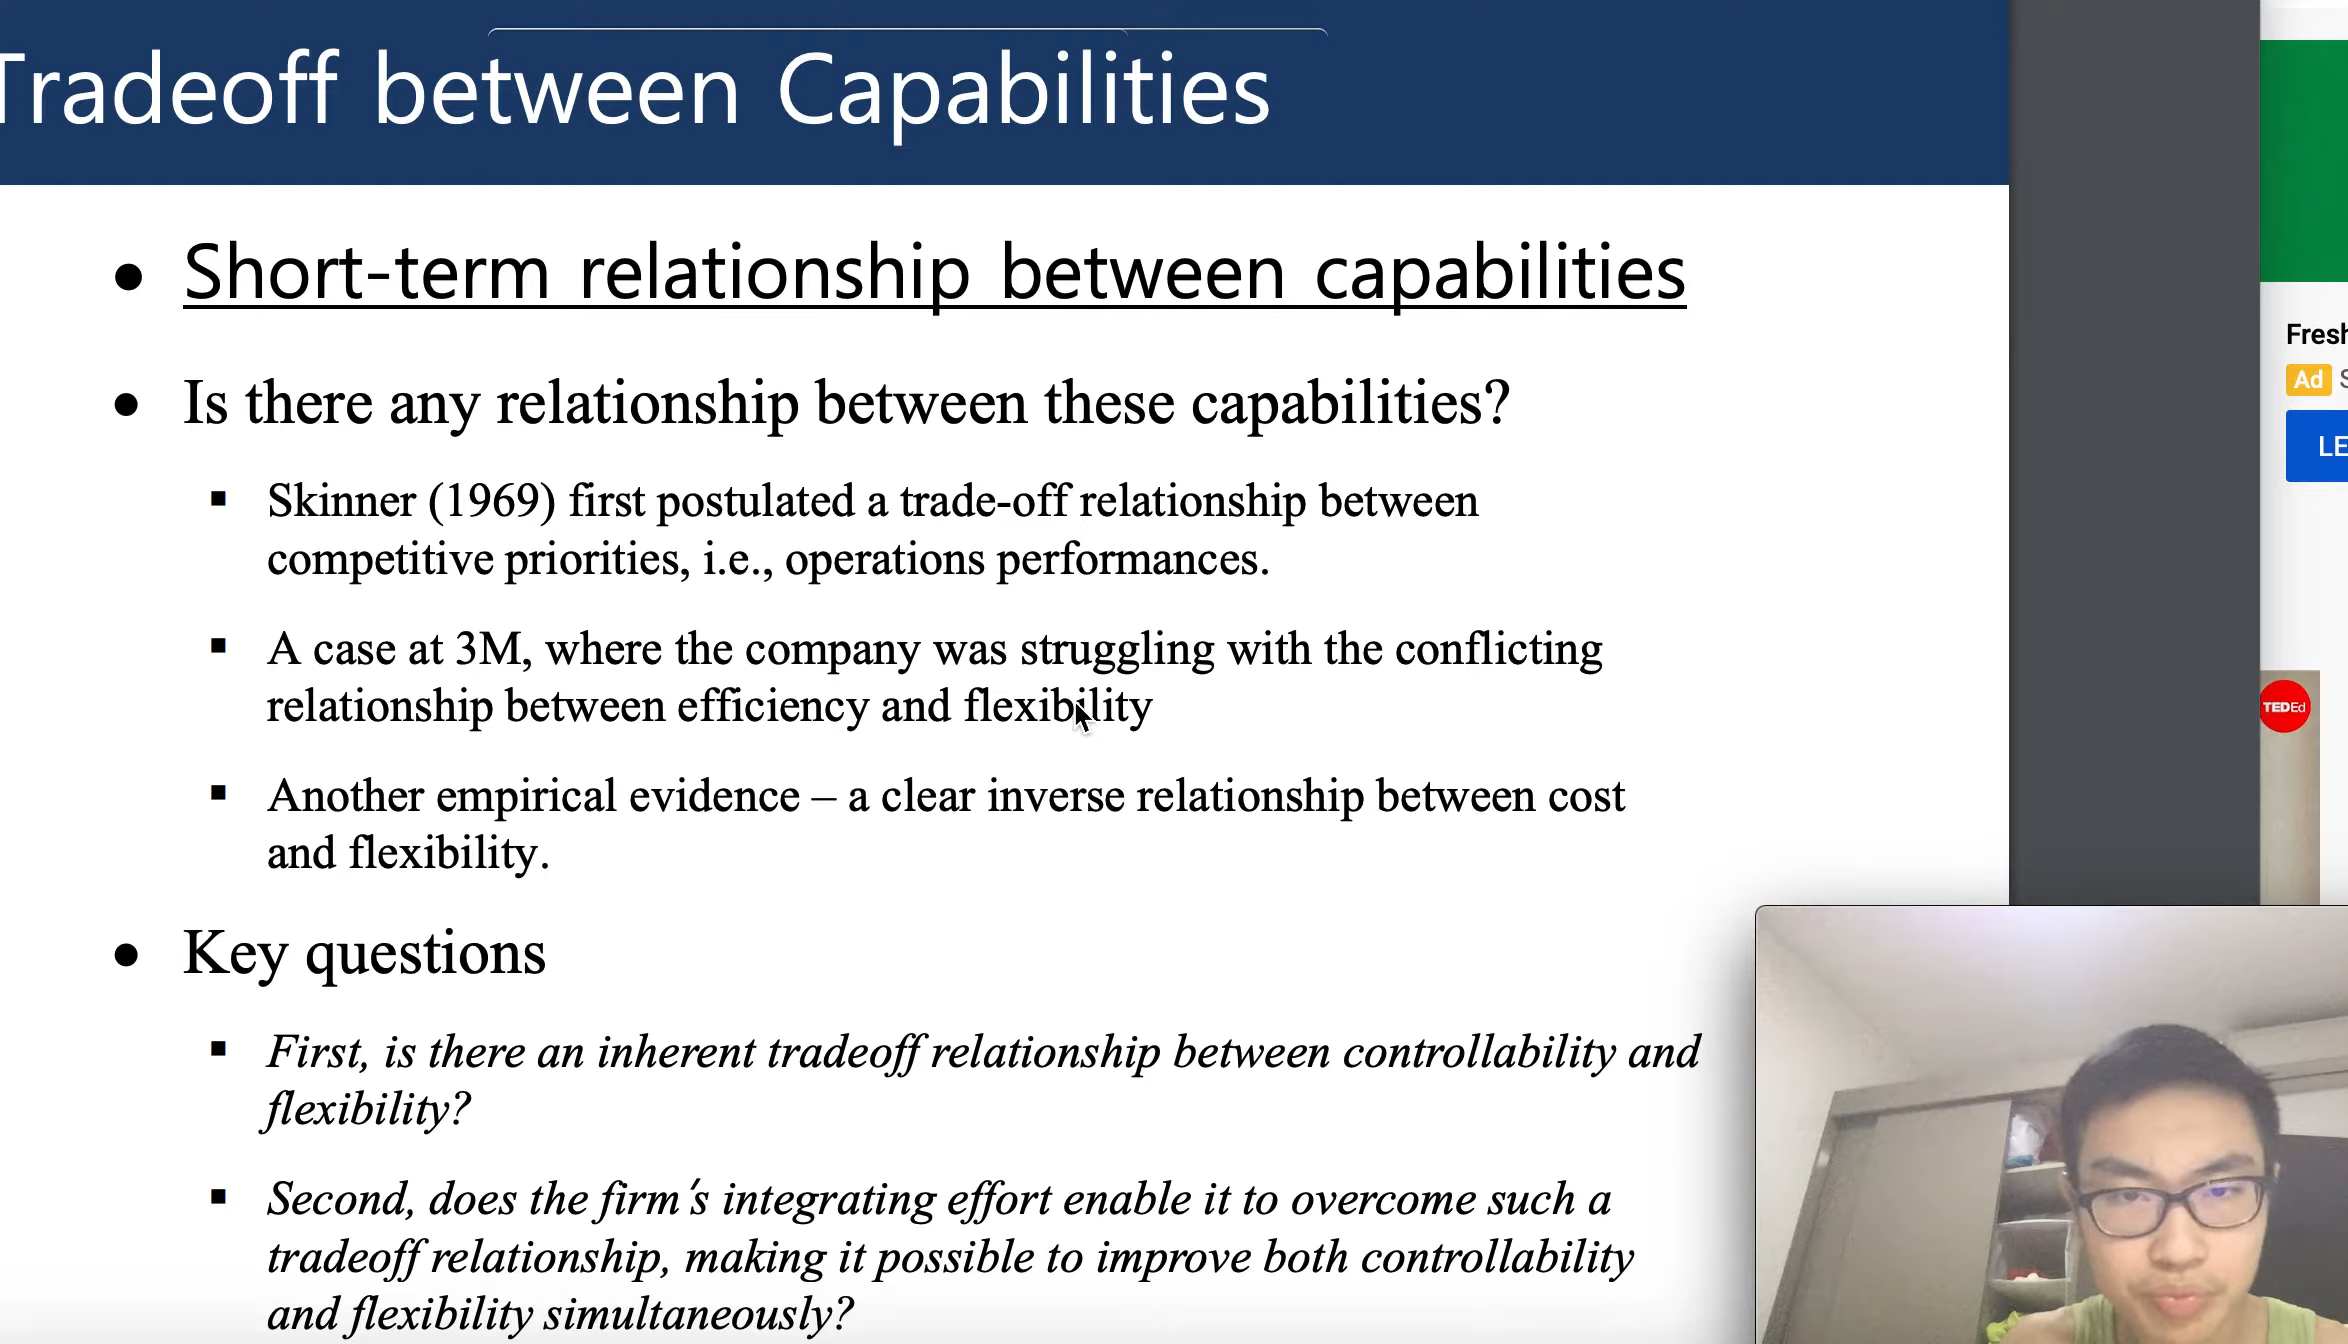 Tradeoff between Capabilities
● Short-term relationship between capabilities
● Is there any relationship between these capabilities?
▪ Skinner (1969) first postulated a trade-off relationship between
competitive priorities, i.e., operations performances.
▪ A case at 3M, where the company was struggling with the conflicting
relationship between efficiency and flexibility
▪ Another empirical evidence – a clear inverse relationship between cost
and flexibility.
● Key questions
▪ First, is there an inherent tradeoff relationship between controllability and
flexibility?
▪ Second, does the firm's integrating effort enable it to overcome such a
tradeoff relationship, making it possible to improve both controllability
and flexibility simultaneously?
Fresh
Ad S
LE
TEDEd